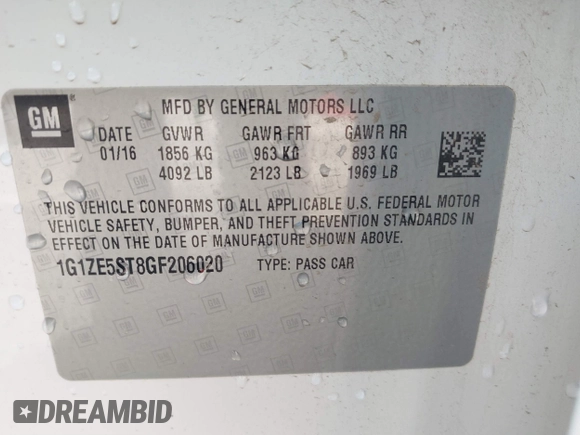 GM
MFD BY GENERAL MOTORS LLC
DATE GVWR GAWR FRT GAWR RR
01/16 1856 KG 963 KG 893 KG
4092 LB 2123 LB 1969 LB
THIS VEHICLE CONFORMS TO ALL APPLICABLE U.S. FEDERAL MOTOR
VEHICLE SAFETY, BUMPER, AND THEFT PREVENTION STANDARDS IN
EFFECT ON THE DATE OF MANUFACTURE SHOWN ABOVE.
1G1ZE5ST8GF206020 TYPE: PASS CAR
DREAMBID